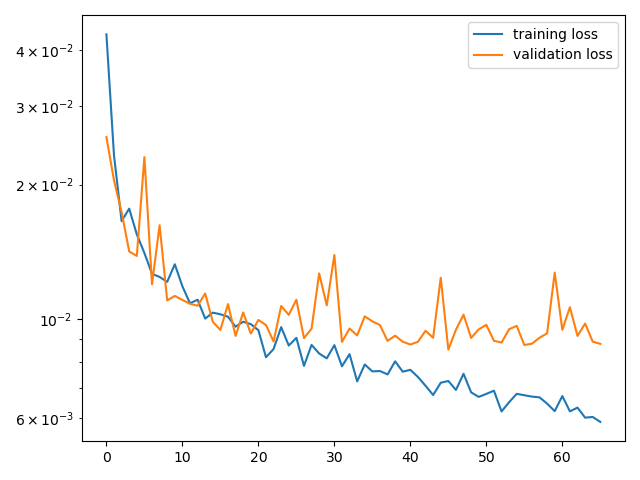 training loss
validation loss
4 × 10⁻²
3 × 10⁻²
2 × 10⁻²
10⁻²
6 × 10⁻³
0 10 20 30 40 50 60